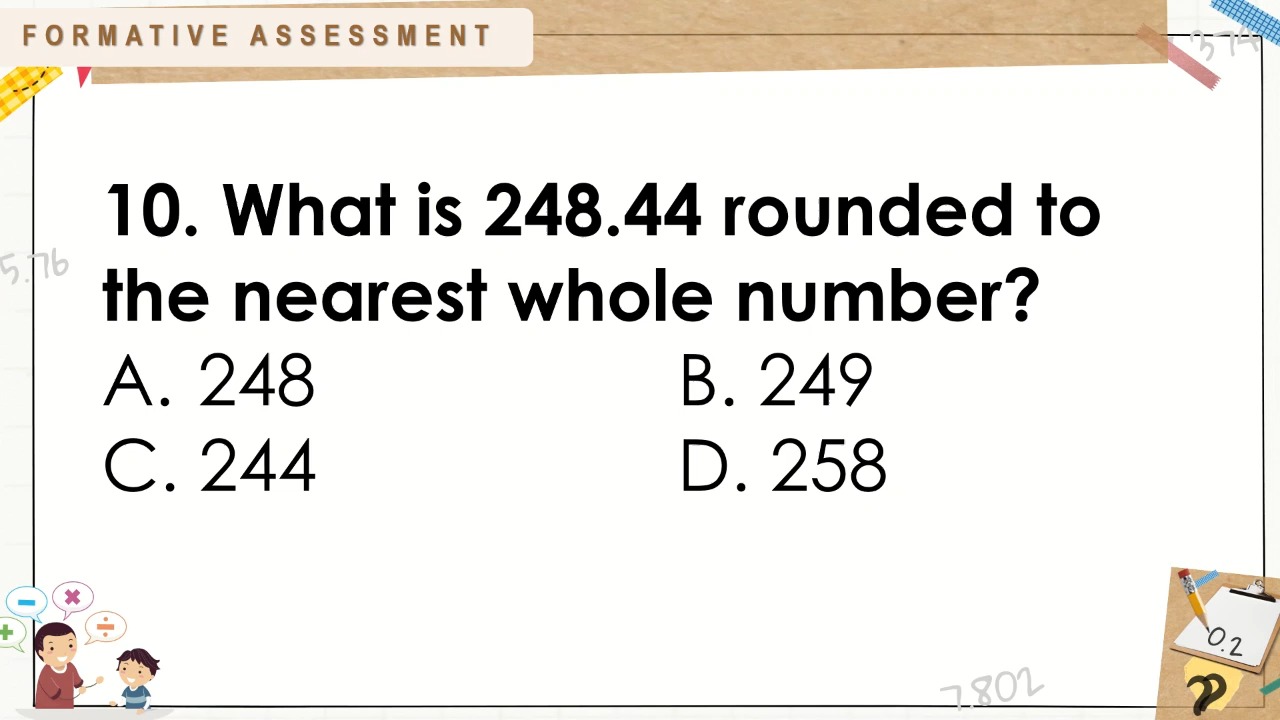 FORMATIVE ASSESSMENT
374
10. What is 248.44 rounded to
5.76
the nearest whole number?
A. 248 B. 249
C. 244 D. 258
- ×
+ ÷
0.2
7.802
?